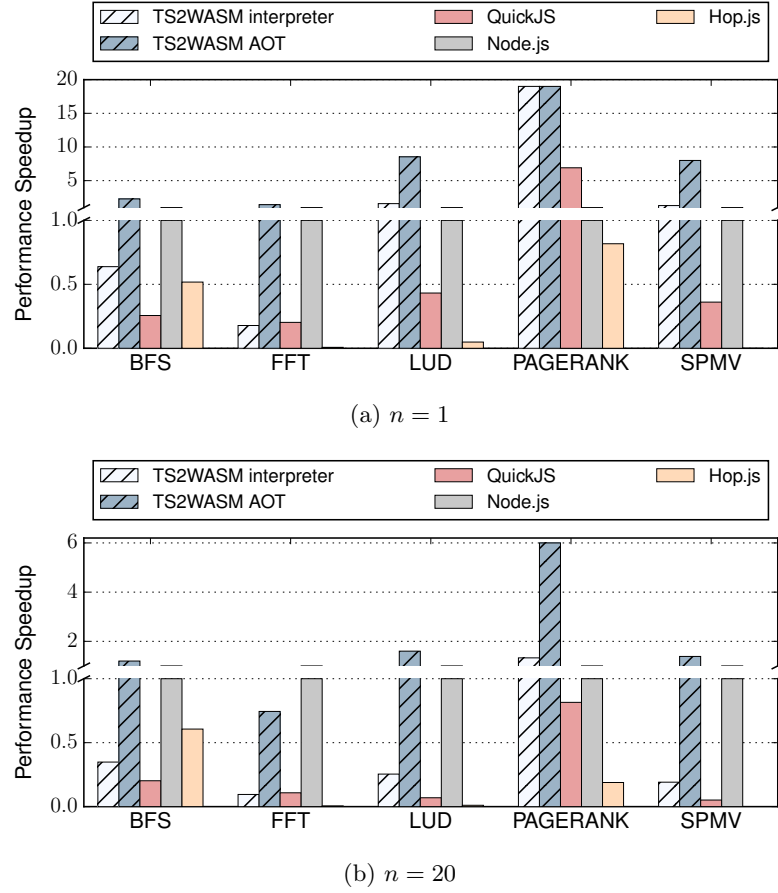 TS2WASM interpreter QuickJS Hop.js
TS2WASM AOT Node.js
Performance Speedup
20
15
10
5
1.0
0.5
0.0
BFS FFT LUD PAGERANK SPMV
(a) n = 1
TS2WASM interpreter QuickJS Hop.js
TS2WASM AOT Node.js
Performance Speedup
6
4
2
1.0
0.5
0.0
BFS FFT LUD PAGERANK SPMV
(b) n = 20